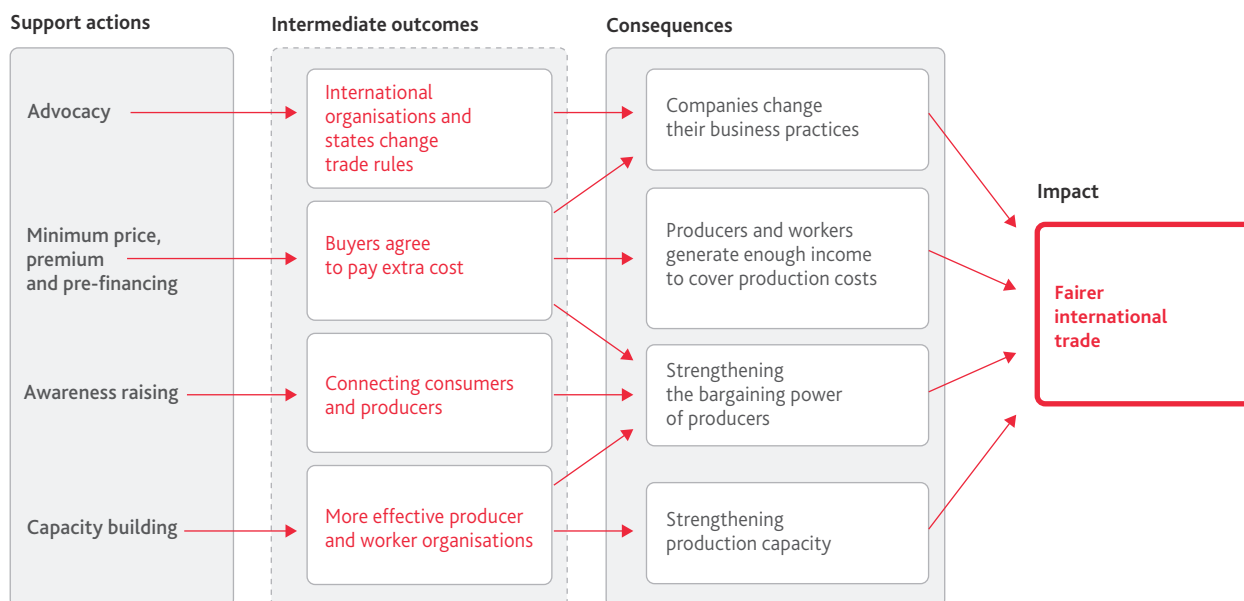 Support actions
Intermediate outcomes
Consequences
Advocacy
International
organisations and
states change
trade rules
Companies change
their business practices
Impact
Minimum price,
premium
and pre-financing
Buyers agree
to pay extra cost
Producers and workers
generate enough income
to cover production costs
Fairer
international
trade
Awareness raising
Connecting consumers
and producers
Strengthening
the bargaining power
of producers
Capacity building
More effective producer
and worker organisations
Strengthening
production capacity